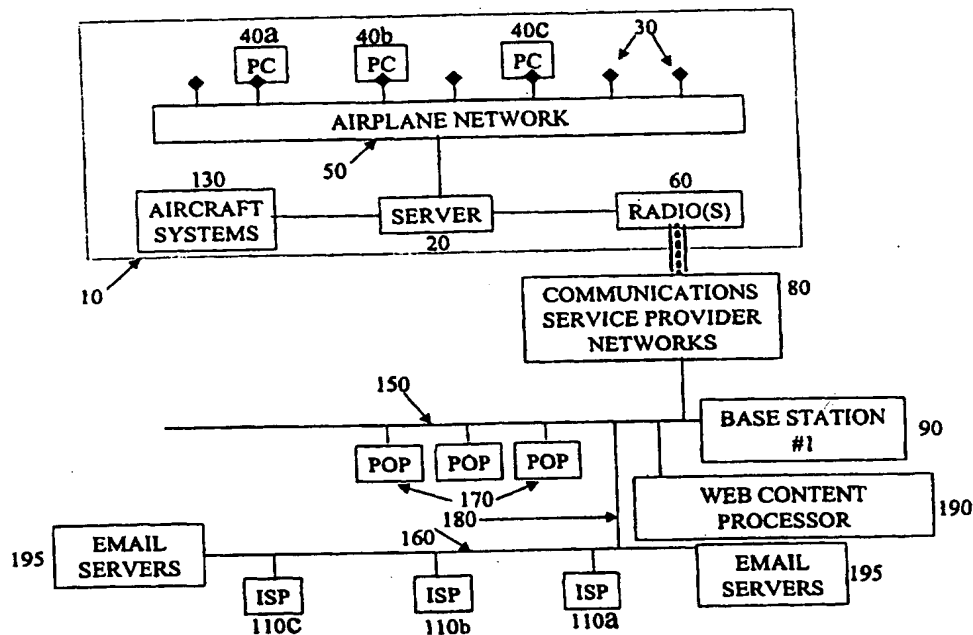 40a 40b 40c 30
PC PC PC
AIRPLANE NETWORK
50
130 60
AIRCRAFT SYSTEMS
SERVER
RADIO(S)
20
10
COMMUNICATIONS
SERVICE PROVIDER
NETWORKS
80
150
BASE STATION
#1
90
POP POP POP
170
WEB CONTENT
PROCESSOR
190
180
160
195
EMAIL
SERVERS
EMAIL
SERVERS
195
ISP ISP ISP
110c 110b 110a